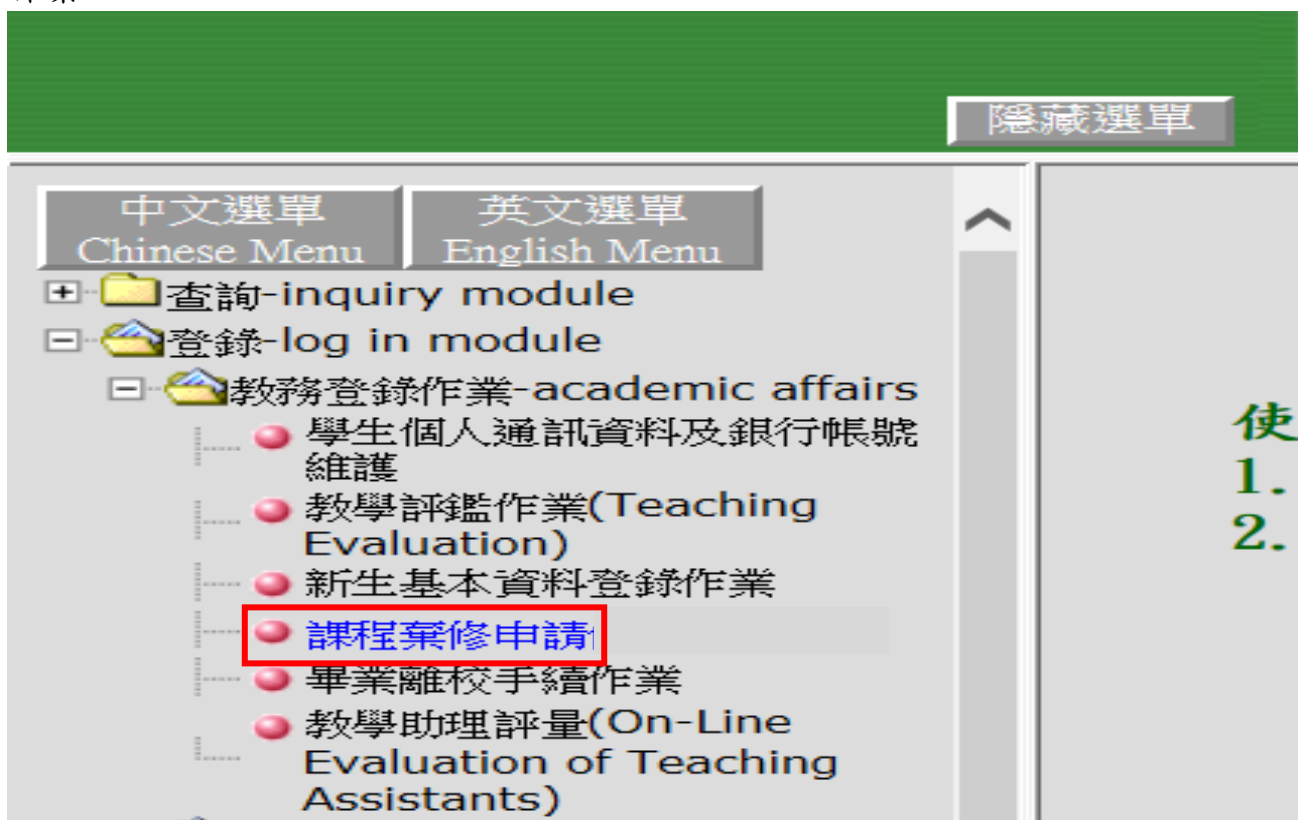 隱藏選單
中文選單 英文選單
Chinese Menu English Menu
查詢-inquiry module
登錄-log in module
教務登錄作業-academic affairs
學生個人通訊資料及銀行帳號
維護
教學評鑑作業(Teaching
Evaluation)
新生基本資料登錄作業
課程棄修申請
畢業離校手續作業
教學助理評量(On-Line
Evaluation of Teaching
Assistants)
使
1.
2.